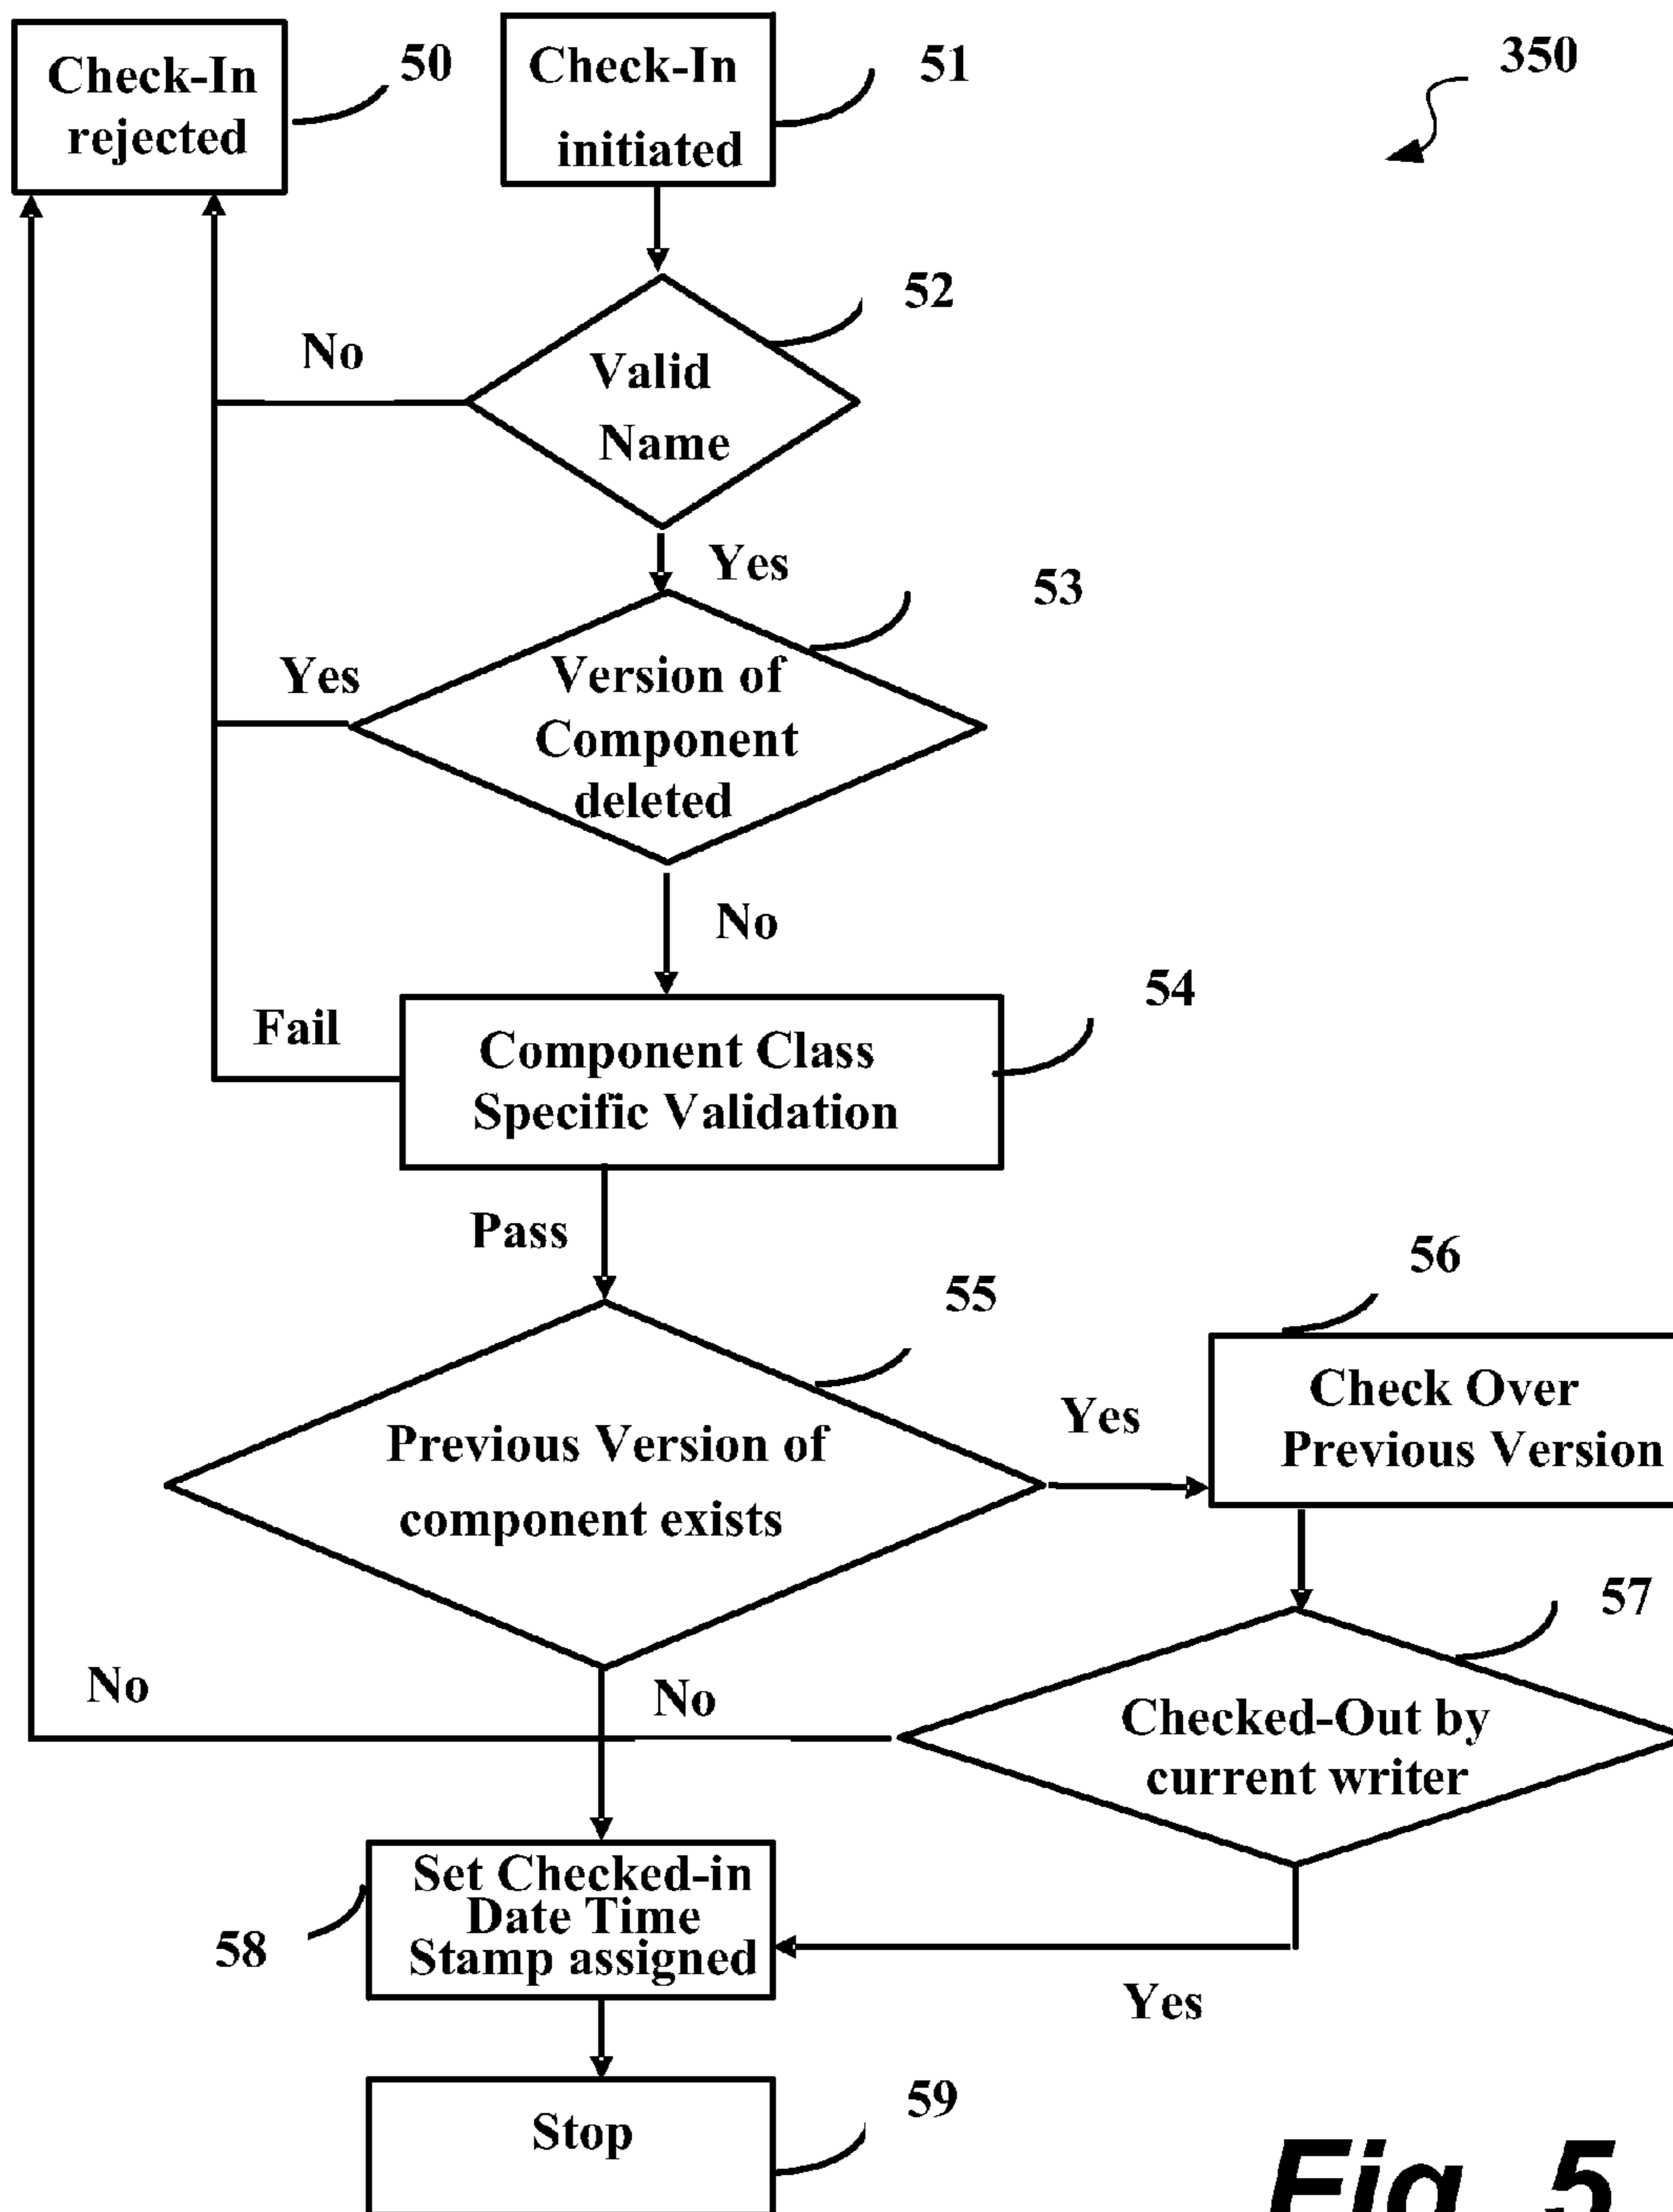 Check-In
rejected
50
Check-In
initiated
51
350
52
No
Valid
Name
Yes
53
Yes
Version of
Component
deleted
No
54
Fail
Component Class
Specific Validation
Pass
55
56
Check Over
Previous Version
Yes
Previous Version of
component exists
57
No
No
Checked-Out by
current writer
Set Checked-in
Date Time
Stamp assigned
58
Yes
59
Stop
Fig. 5